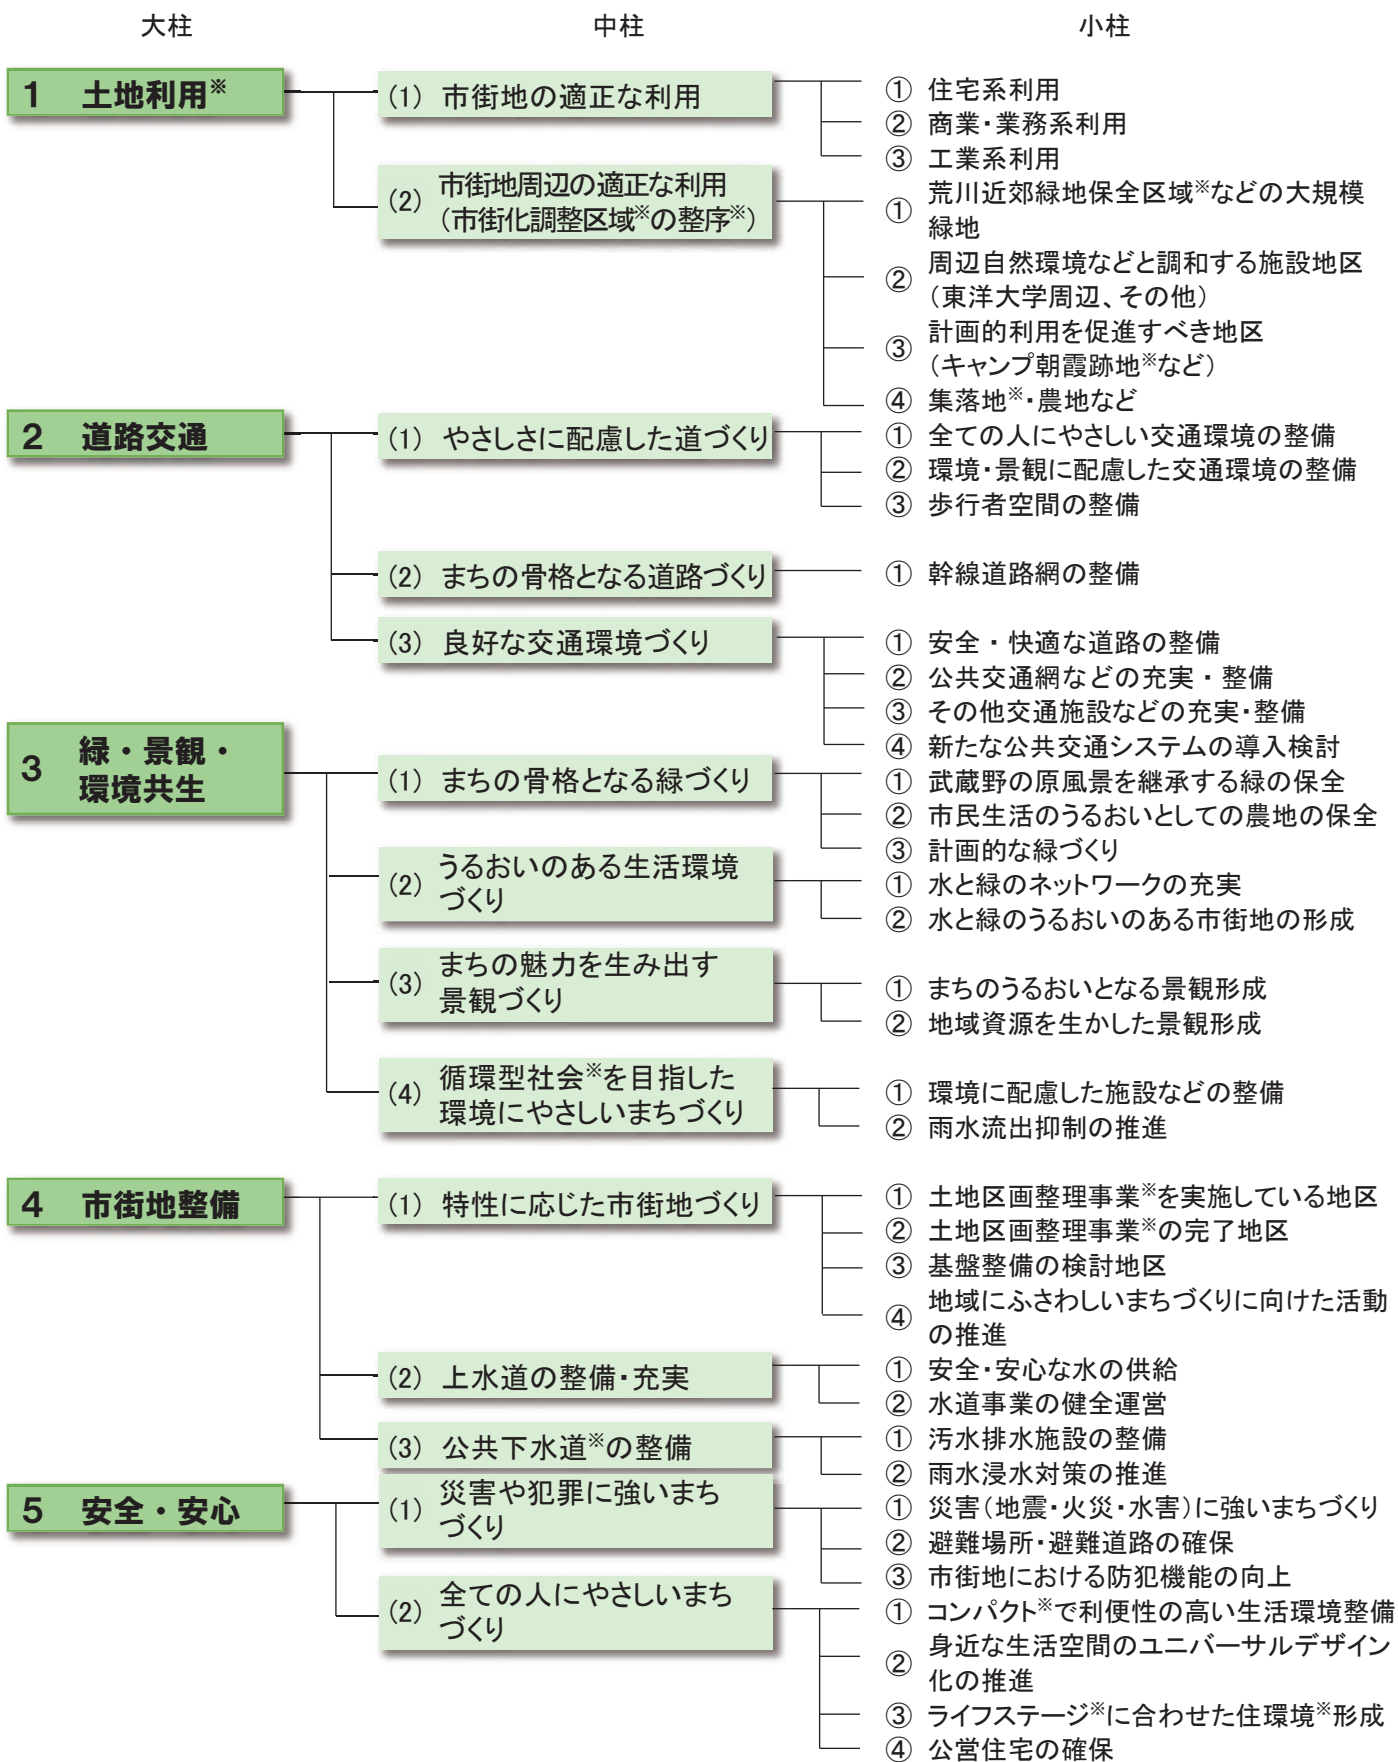 大柱 中柱 小柱
1 土地利用※
(1) 市街地の適正な利用
① 住宅系利用
② 商業・業務系利用
③ 工業系利用
(2) 市街地周辺の適正な利用
（市街化調整区域※の整序※）
① 荒川近郊緑地保全区域※などの大規模
緑地
② 周辺自然環境などと調和する施設地区
（東洋大学周辺、その他）
③ 計画的利用を促進すべき地区
（キャンプ朝霞跡地※など）
④ 集落地※・農地など
2 道路交通
(1) やさしさに配慮した道づくり
① 全ての人にやさしい交通環境の整備
② 環境・景観に配慮した交通環境の整備
③ 歩行者空間の整備
(2) まちの骨格となる道路づくり
① 幹線道路網の整備
(3) 良好な交通環境づくり
① 安全・快適な道路の整備
② 公共交通網などの充実・整備
③ その他交通施設などの充実・整備
④ 新たな公共交通システムの導入検討
3 緑・景観・
環境共生
(1) まちの骨格となる緑づくり
① 武蔵野の原風景を継承する緑の保全
② 市民生活のうるおいとしての農地の保全
③ 計画的な緑づくり
(2) うるおいのある生活環境
づくり
① 水と緑のネットワークの充実
② 水と緑のうるおいのある市街地の形成
(3) まちの魅力を生み出す
景観づくり
① まちのうるおいとなる景観形成
② 地域資源を生かした景観形成
(4) 循環型社会※を目指した
環境にやさしいまちづくり
① 環境に配慮した施設などの整備
② 雨水流出抑制の推進
4 市街地整備
(1) 特性に応じた市街地づくり
① 土地区画整理事業※を実施している地区
② 土地区画整理事業※の完了地区
③ 基盤整備の検討地区
④ 地域にふさわしいまちづくりに向けた活動
の推進
(2) 上水道の整備・充実
① 安全・安心な水の供給
② 水道事業の健全運営
(3) 公共下水道※の整備
① 汚水排水施設の整備
② 雨水浸水対策の推進
5 安全・安心
(1) 災害や犯罪に強いまち
づくり
① 災害（地震・火災・水害）に強いまちづくり
② 避難場所・避難道路の確保
③ 市街地における防犯機能の向上
(2) 全ての人にやさしいまち
づくり
① コンパクト※で利便性の高い生活環境整備
② 身近な生活空間のユニバーサルデザイン
化の推進
③ ライフステージ※に合わせた住環境※形成
④ 公営住宅の確保